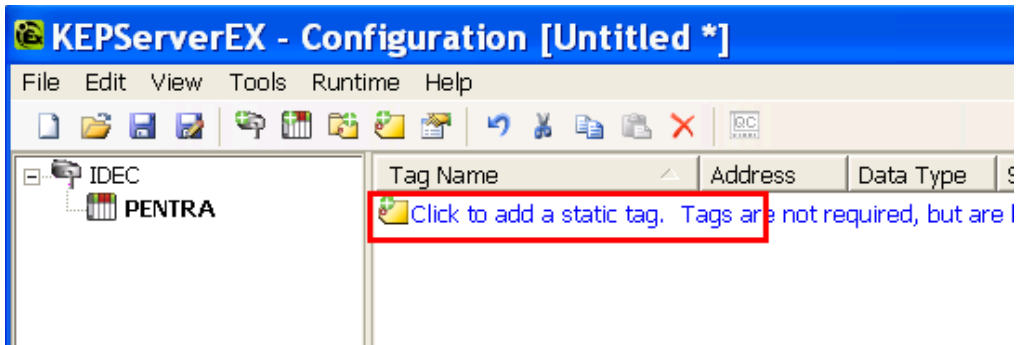 KEPServerEX - Configuration [Untitled *]
File Edit View Tools Runtime Help
QC
IDEC
Tag Name Address Data Type S
PENTRA
Click to add a static tag. Tags are not required, but are